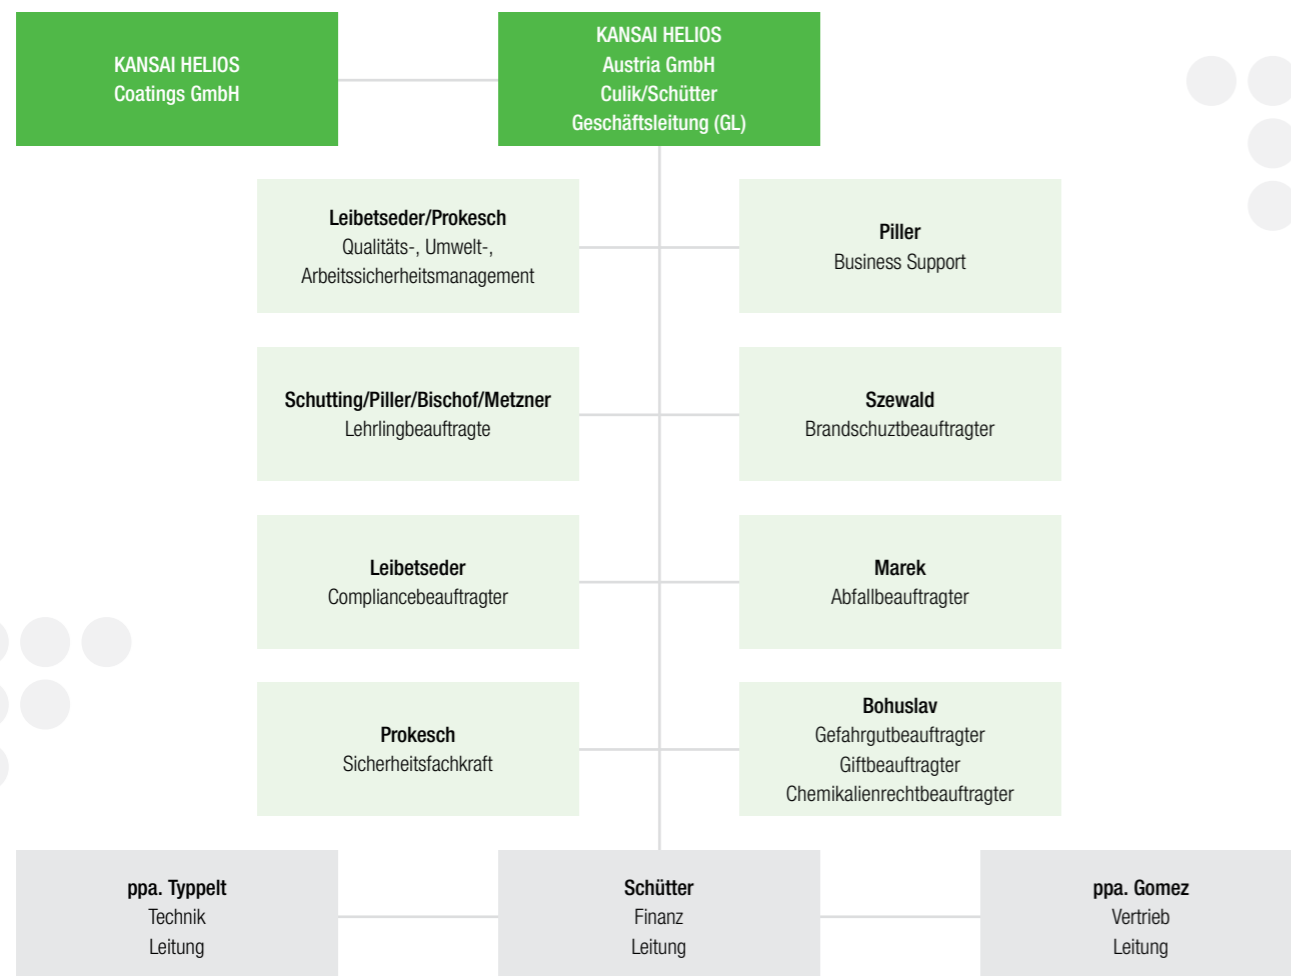 KANSAI HELIOS
Coatings GmbH
KANSAI HELIOS
Austria GmbH
Culik/Schütter
Geschäftsleitung (GL)
Leibetseder/Prokesch
Qualitäts-, Umwelt-,
Arbeitssicherheitsmanagement
Piller
Business Support
Schutting/Piller/Bischof/Metzner
Lehrlingbeauftragte
Szewald
Brandschuztbeauftragter
Leibetseder
Compliancebeauftragter
Marek
Abfallbeauftragter
Prokesch
Sicherheitsfachkraft
Bohuslav
Gefahrgutbeauftragter
Giftbeauftragter
Chemikalienrechtbeauftragter
ppa. Typpelt
Technik
Leitung
Schütter
Finanz
Leitung
ppa. Gomez
Vertrieb
Leitung